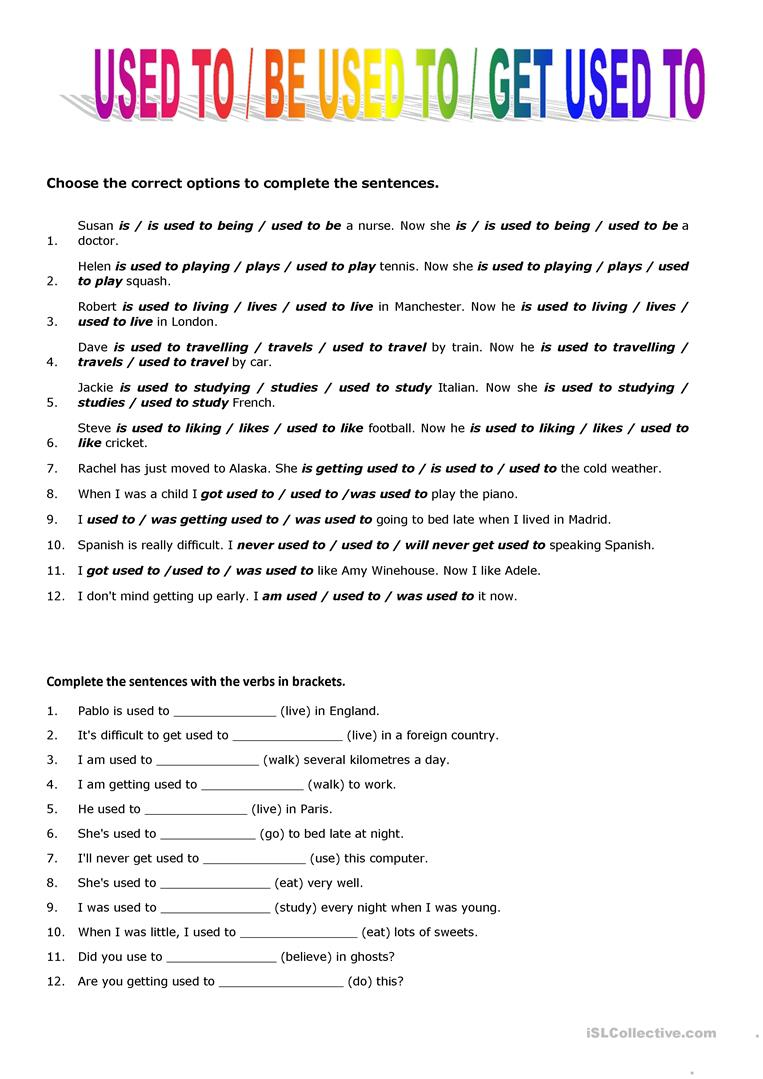 USED TO / BE USED TO / GET USED TO
Choose the correct options to complete the sentences.
Susan is / is used to being / used to be a nurse. Now she is / is used to being / used to be a
1. doctor.
Helen is used to playing / plays / used to play tennis. Now she is used to playing / plays / used
2. to play squash.
Robert is used to living / lives / used to live in Manchester. Now he is used to living / lives /
3. used to live in London.
Dave is used to travelling / travels / used to travel by train. Now he is used to travelling /
4. travels / used to travel by car.
Jackie is used to studying / studies / used to study Italian. Now she is used to studying /
5. studies / used to study French.
Steve is used to liking / likes / used to like football. Now he is used to liking / likes / used to
6. like cricket.
7. Rachel has just moved to Alaska. She is getting used to / is used to / used to the cold weather.
8. When I was a child I got used to / used to /was used to play the piano.
9. I used to / was getting used to / was used to going to bed late when I lived in Madrid.
10. Spanish is really difficult. I never used to / used to / will never get used to speaking Spanish.
11. I got used to /used to / was used to like Amy Winehouse. Now I like Adele.
12. I don't mind getting up early. I am used / used to / was used to it now.
Complete the sentences with the verbs in brackets.
1. Pablo is used to ______________ (live) in England.
2. It's difficult to get used to _______________ (live) in a foreign country.
3. I am used to ______________ (walk) several kilometres a day.
4. I am getting used to ______________ (walk) to work.
5. He used to ______________ (live) in Paris.
6. She's used to _____________ (go) to bed late at night.
7. I'll never get used to ______________ (use) this computer.
8. She's used to _______________ (eat) very well.
9. I was used to _______________ (study) every night when I was young.
10. When I was little, I used to ________________ (eat) lots of sweets.
11. Did you use to _______________ (believe) in ghosts?
12. Are you getting used to _________________ (do) this?
iSLCollective.com